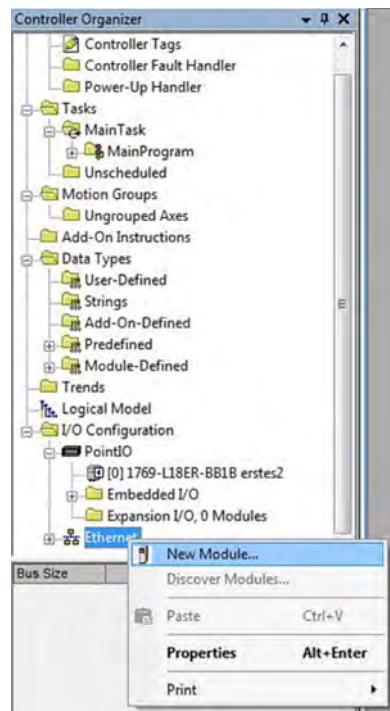 Controller Organizer
Controller Tags
Controller Fault Handler
Power-Up Handler
Tasks
MainTask
MainProgram
Unscheduled
Motion Groups
Ungrouped Axes
Add-On Instructions
Data Types
User-Defined
Strings
Add-On-Defined
Predefined
Module-Defined
Trends
Logical Model
I/O Configuration
PointIO
[0] 1769-L18ER-BB1B erstes2
Embedded I/O
Expansion I/O, 0 Modules
Ethernet
New Module...
Bus Size
Discover Modules...
Paste Ctrl+V
Properties Alt+Enter
Print